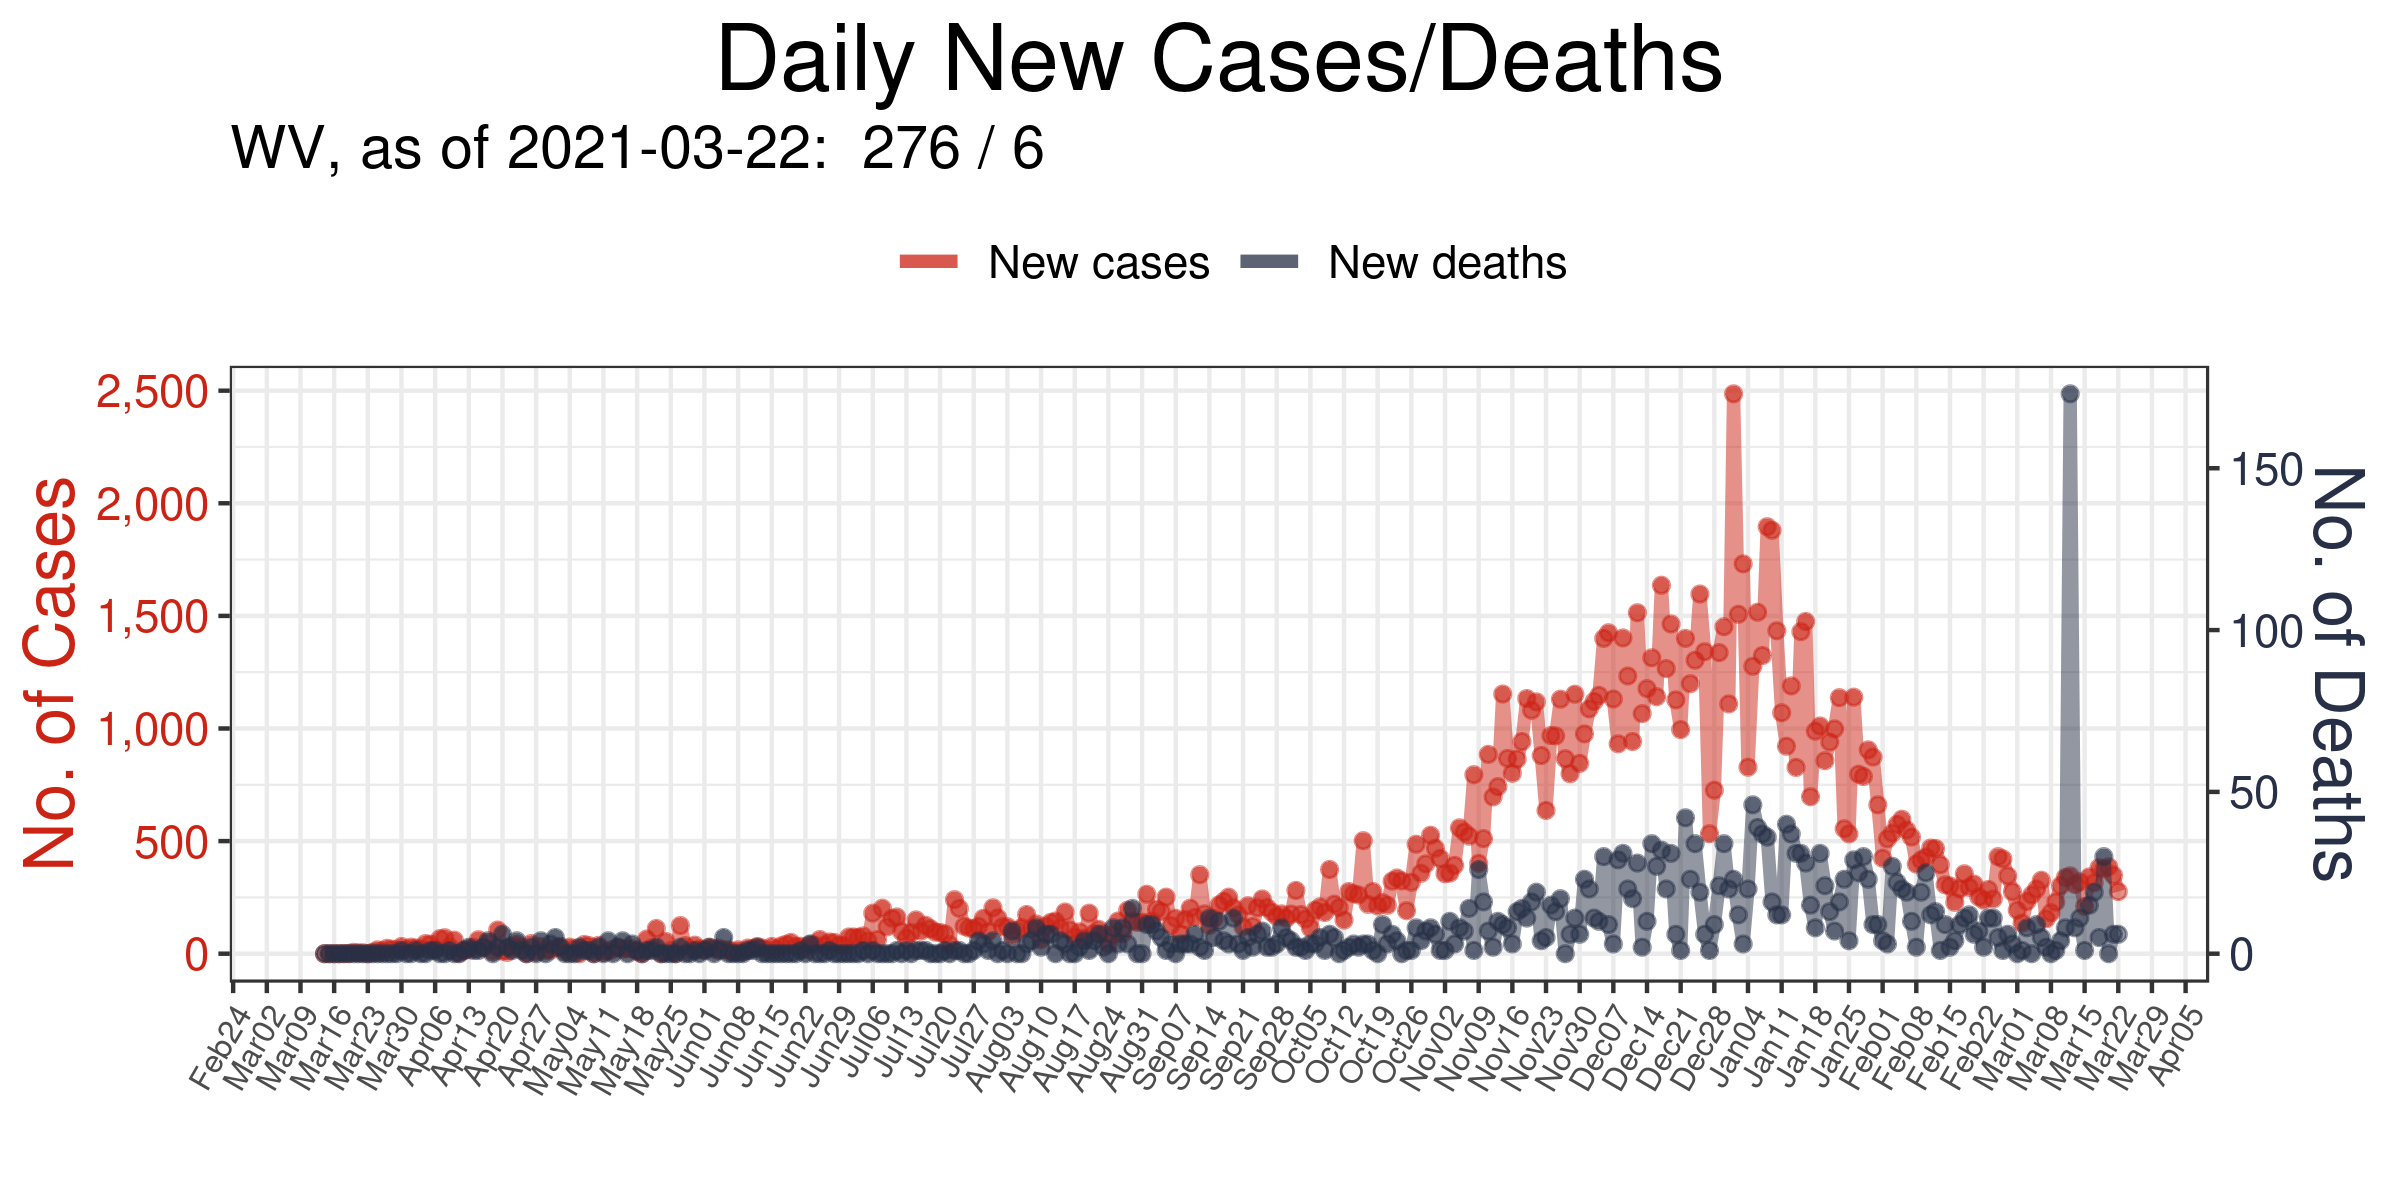 Daily New Cases/Deaths
WV, as of 2021-03-22: 276 / 6
New cases
New deaths
No. of Cases
2,500
2,000
1,500
1,000
500
0
150
100
50
0
No. of Deaths
Feb24
Mar02
Mar09
Mar16
Mar23
Mar30
Apr06
Apr13
Apr20
Apr27
May04
May11
May18
May25
Jun01
Jun08
Jun15
Jun22
Jun29
Jul06
Jul13
Jul20
Jul27
Aug03
Aug10
Aug17
Aug24
Aug31
Sep07
Sep14
Sep21
Sep28
Oct05
Oct12
Oct19
Oct26
Nov02
Nov09
Nov16
Nov23
Nov30
Dec07
Dec14
Dec21
Dec28
Jan04
Jan11
Jan18
Jan25
Feb01
Feb08
Feb15
Feb22
Mar01
Mar08
Mar15
Mar22
Mar29
Apr05